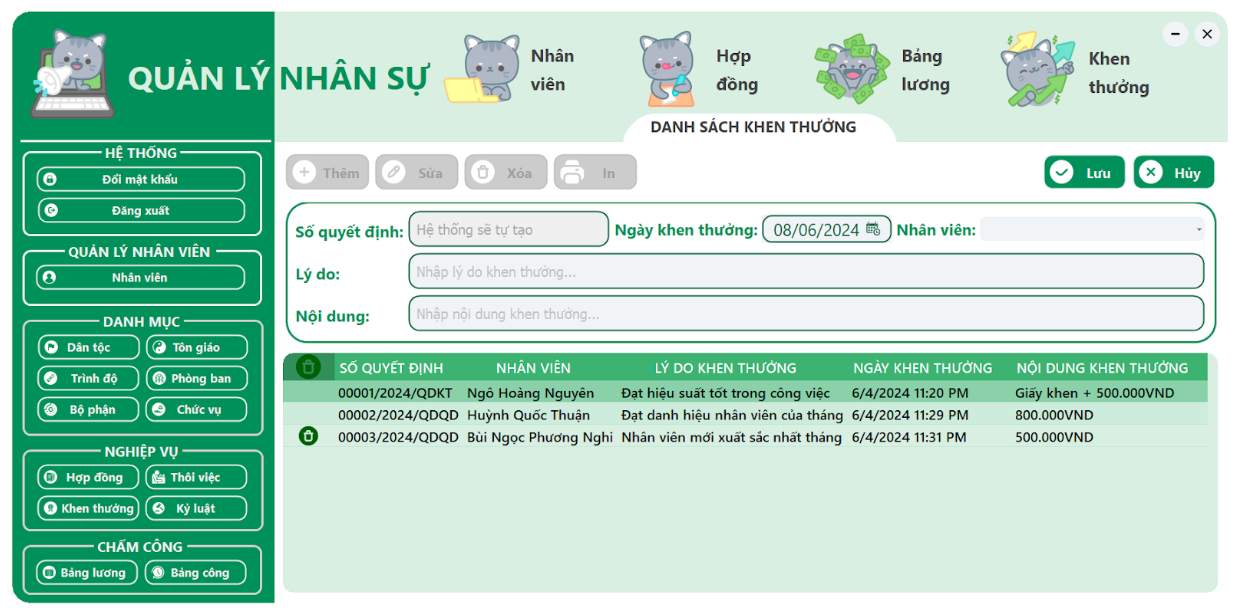 QUẢN LÝ NHÂN SỰ
Nhân viên
Hợp đồng
Bảng lương
Khen thưởng
DANH SÁCH KHEN THƯỞNG
HỆ THỐNG
Đổi mật khẩu
Đăng xuất
QUẢN LÝ NHÂN VIÊN
Nhân viên
DANH MỤC
Dân tộc Tôn giáo
Trình độ Phòng ban
Bộ phận Chức vụ
NGHIỆP VỤ
Hợp đồng Thôi việc
Khen thưởng Kỷ luật
CHẤM CÔNG
Bảng lương Bảng công
Thêm Sửa Xóa In Lưu Hủy
Số quyết định: Hệ thống sẽ tự tạo Ngày khen thưởng: 08/06/2024 Nhân viên:
Lý do: Nhập lý do khen thưởng...
Nội dung: Nhập nội dung khen thưởng...
SỐ QUYẾT ĐỊNH NHÂN VIÊN LÝ DO KHEN THƯỞNG NGÀY KHEN THƯỞNG NỘI DUNG KHEN THƯỞNG
00001/2024/QDKT Ngô Hoàng Nguyên Đạt hiệu suất tốt trong công việc 6/4/2024 11:20 PM Giấy khen + 500.000VND
00002/2024/QDQD Huỳnh Quốc Thuận Đạt danh hiệu nhân viên của tháng 6/4/2024 11:29 PM 800.000VND
00003/2024/QDQD Bùi Ngọc Phương Nghi Nhân viên mới xuất sắc nhất tháng 6/4/2024 11:31 PM 500.000VND